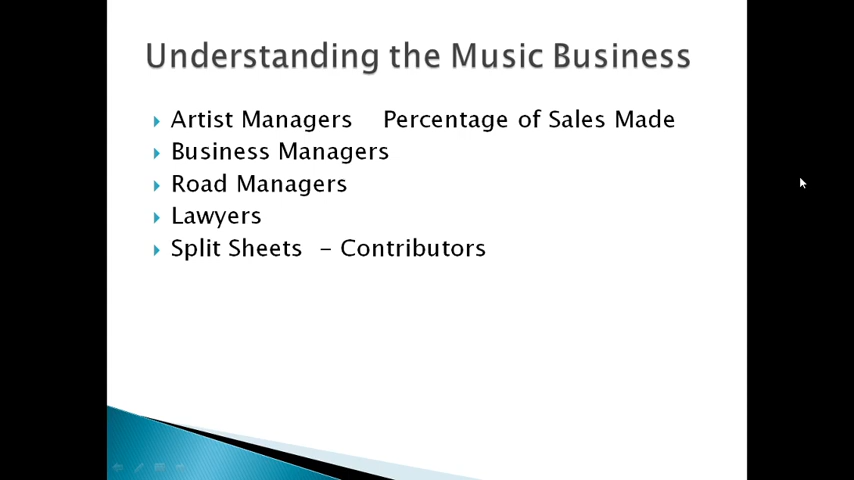 Understanding the Music Business
Artist Managers Percentage of Sales Made
Business Managers
Road Managers
Lawyers
Split Sheets – Contributors